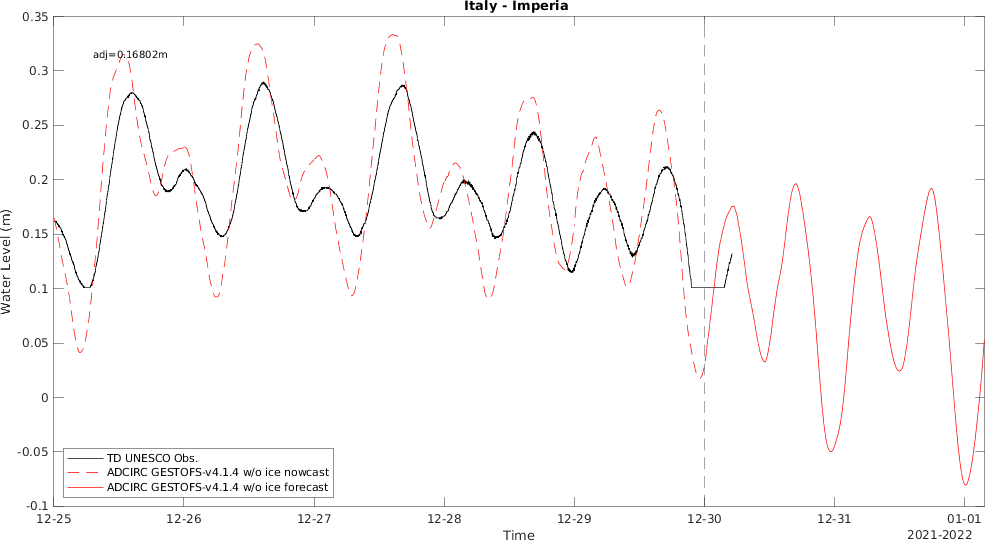 Italy - Imperia
adj=0.16802m
Water Level (m)
0.35
0.3
0.25
0.2
0.15
0.1
0.05
0
-0.05
-0.1
TD UNESCO Obs.
ADCIRC GESTOFS-v4.1.4 w/o ice nowcast
ADCIRC GESTOFS-v4.1.4 w/o ice forecast
12-25 12-26 12-27 12-28 12-29 12-30 12-31 01-01
Time
2021-2022